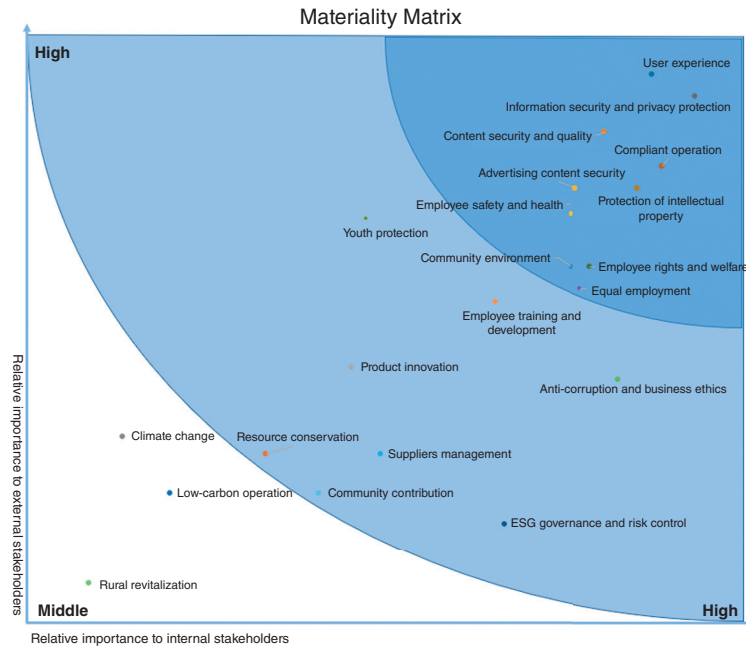 Materiality Matrix
High
User experience
Information security and privacy protection
Content security and quality
Compliant operation
Advertising content security
Protection of intellectual
property
Employee safety and health
Youth protection
Community environment
Employee rights and welfare
Equal employment
Employee training and
development
Product innovation
Anti-corruption and business ethics
Climate change
Resource conservation
Suppliers management
Low-carbon operation
Community contribution
ESG governance and risk control
Rural revitalization
Relative importance to external stakeholders
Middle
High
Relative importance to internal stakeholders